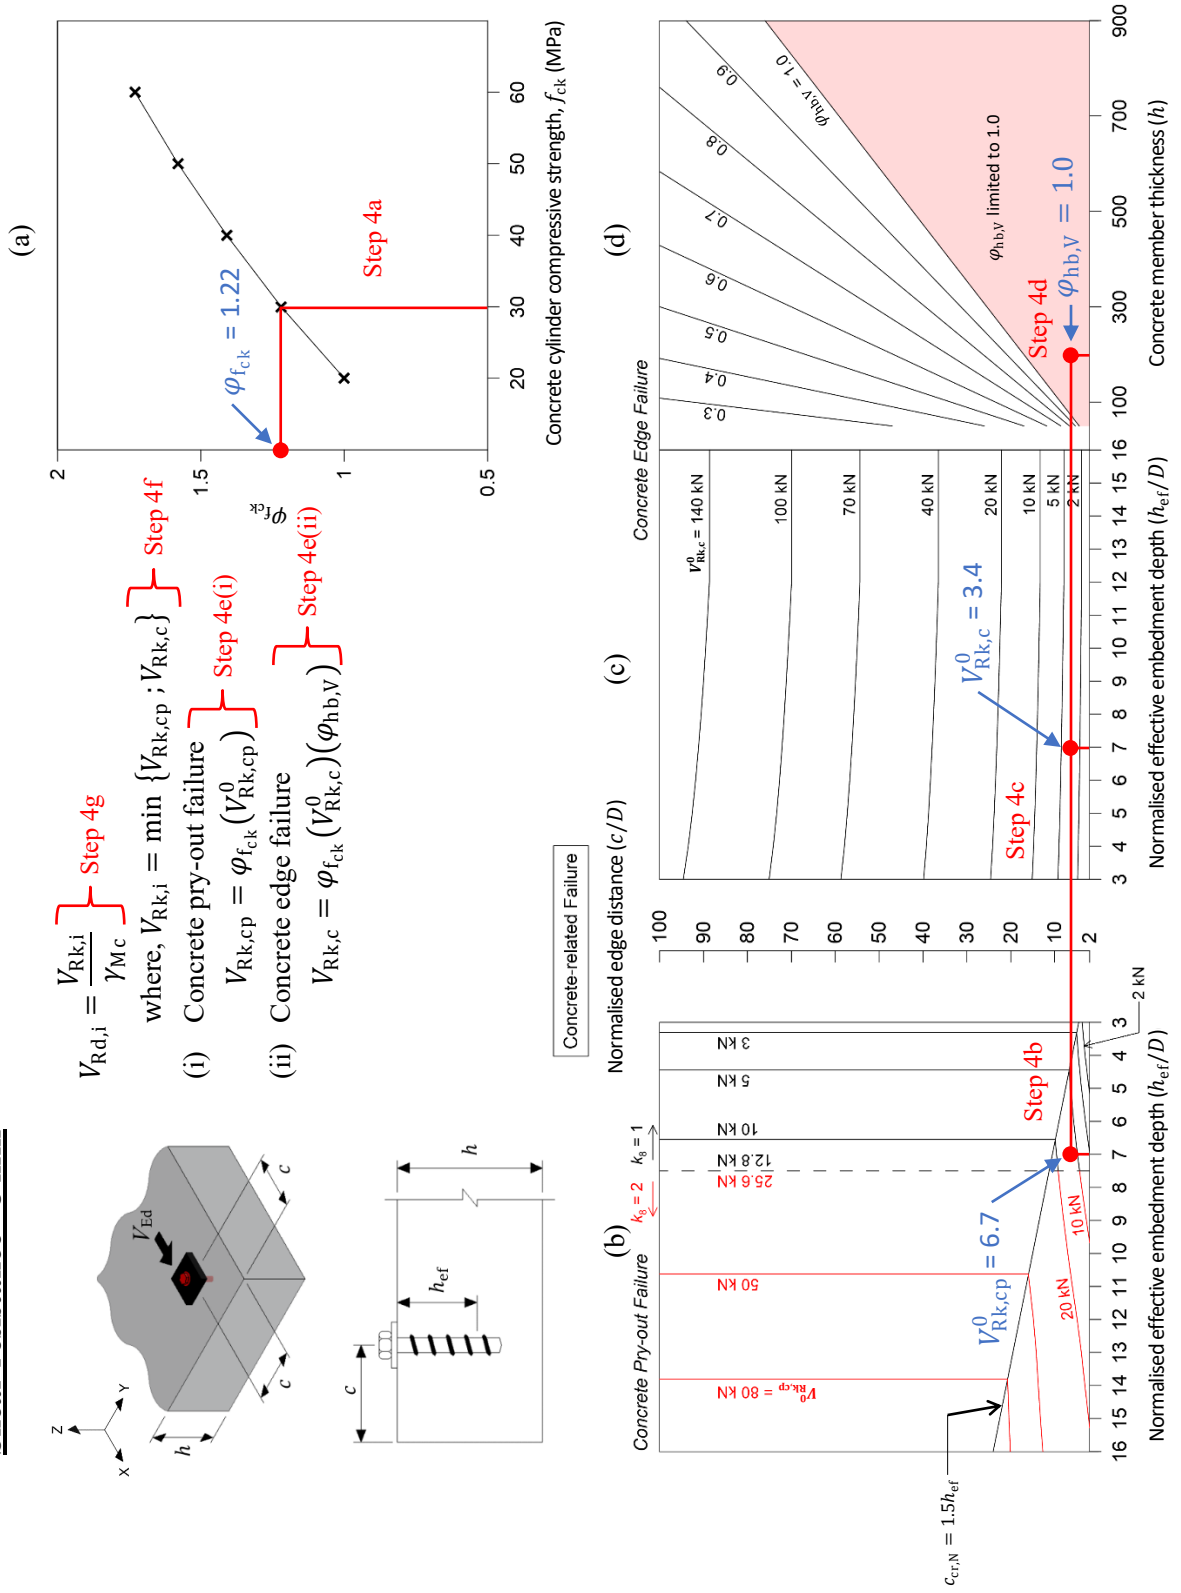 Z
Y
X
V_Ed
c
c
h
c
h_ef
h
V_Rd,i = V_Rk,i / γ_Mc
Step 4g
where, V_Rk,i = min {V_Rk,cp ; V_Rk,c}
Step 4f
(i) Concrete pry-out failure
V_Rk,cp = φ_fck (V⁰_Rk,cp)
Step 4e(i)
(ii) Concrete edge failure
V_Rk,c = φ_fck (V⁰_Rk,c)(φ_hb,V)
Step 4e(ii)
(a)
2
1.5
1
0.5
φ_fck
φ_fck = 1.22
Step 4a
20
30
40
50
60
Concrete cylinder compressive strength, f_ck (MPa)
Concrete-related Failure
Normalised edge distance (c/D)
(b)
Concrete Pry-out Failure
k₈ = 2
k₈ = 1
V⁰_Rk,cp = 80 kN
50 kN
25.6 kN
12.8 kN
10 kN
5 kN
3 kN
20 kN
10 kN
2 kN
c_cr,N = 1.5h_ef
V⁰_Rk,cp = 6.7
Step 4b
16
15
14
13
12
11
10
9
8
7
6
5
4
3
Normalised effective embedment depth (h_ef/D)
100
90
80
70
60
50
40
30
20
10
2
(c)
V⁰_Rk,c = 140 kN
100 kN
70 kN
40 kN
20 kN
10 kN
5 kN
2 kN
V⁰_Rk,c = 3.4
Step 4c
3
4
5
6
7
8
9
10
11
12
13
14
15
16
Normalised effective embedment depth (h_ef/D)
(d)
Concrete Edge Failure
0.3
0.4
0.5
0.6
0.7
0.8
0.9
φ_hb,V = 1.0
φ_hb,V limited to 1.0
Step 4d
φ_hb,V = 1.0
100
300
500
700
900
Concrete member thickness (h)